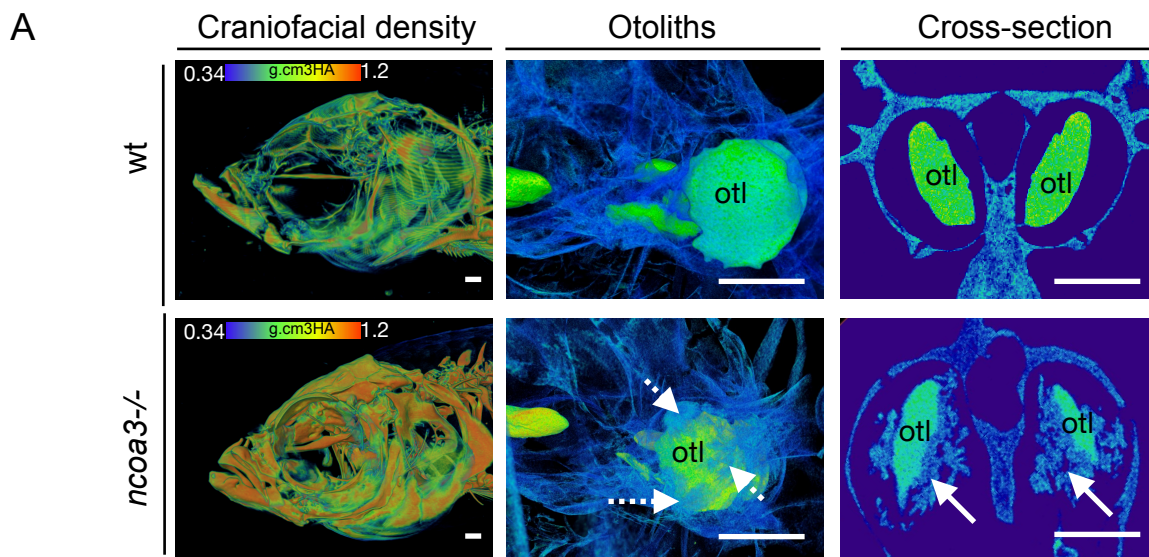 A
Craniofacial density
Otoliths
Cross-section
wt
0.34 g.cm3HA 1.2
otl
otl
otl
ncoa3-/-
0.34 g.cm3HA 1.2
otl
otl
otl